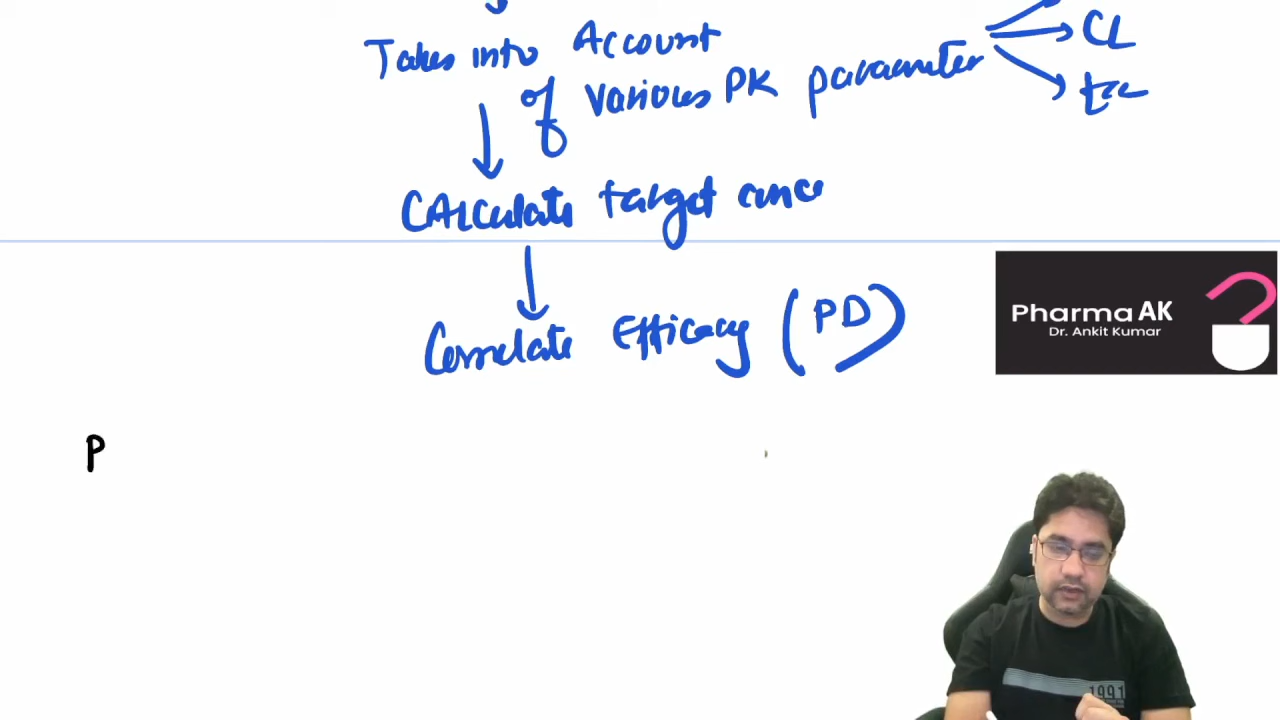 Takes into Account
of various PK parameter
CL
CALculate target conc
Correlate Efficacy (PD)
Pharma AK
Dr. Ankit Kumar
P
1991